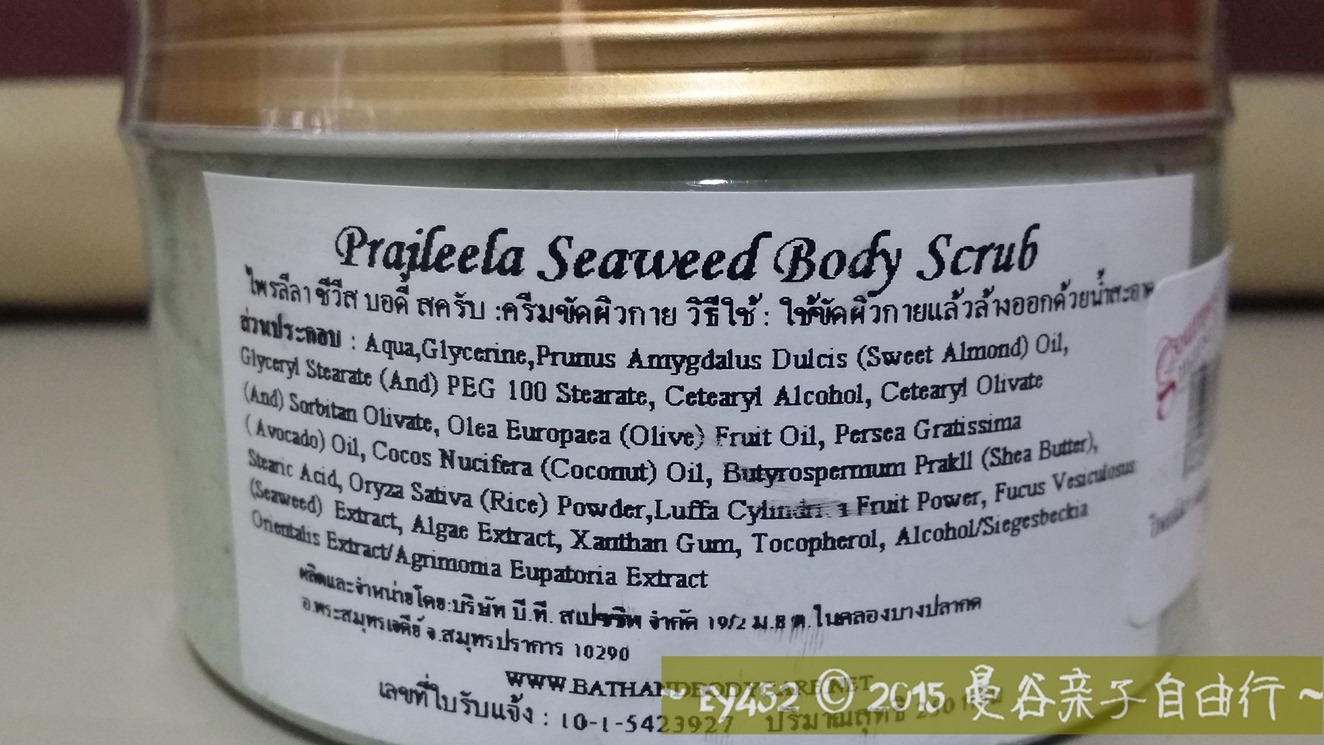 Praileela Seaweed Body Scrub
ไพรลีลา ซีวีส บอดี้ สครับ :ครีมขัดผิวกาย วิธีใช้ : ใช้ขัดผิวกายแล้วล้างออกด้วยน้ำสะอาด
ส่วนประกอบ : Aqua,Glycerine,Prunus Amygdalus Dulcis (Sweet Almond) Oil,
Glyceryl Stearate (And) PEG 100 Stearate, Cetearyl Alcohol, Cetearyl Olivate
(And) Sorbitan Olivate, Olea Europaea (Olive) Fruit Oil, Persea Gratissima
( Avocado) Oil, Cocos Nucifera (Coconut) Oil, Butyrospermum Prakll (Shea Butter),
Stearic Acid, Oryza Sativa (Rice) Powder,Luffa Fruit Power, Fucus Vesiculosus
(Seaweed) Extract, Algae Extract, Xanthan Gum, Tocopherol, Alcohol/Siegesbeckia
Orientalis Extract/Agrimonia Eupatoria Extract
ผลิตและจำหน่ายโดย:บริษัท บี.ที. จำกัด 19/2 ม.8 ต.ในคลองบางปลากด
อ.พระสมุทรเจดีย์ จ.สมุทรปราการ 10290
WWW.BATHANDBODYCARE.NET
เลขที่ใบรับแจ้ง : 10-1-5423927 ปริมาณสุทธิ
~ EY452 © 2015 曼谷亲子自由行 ~